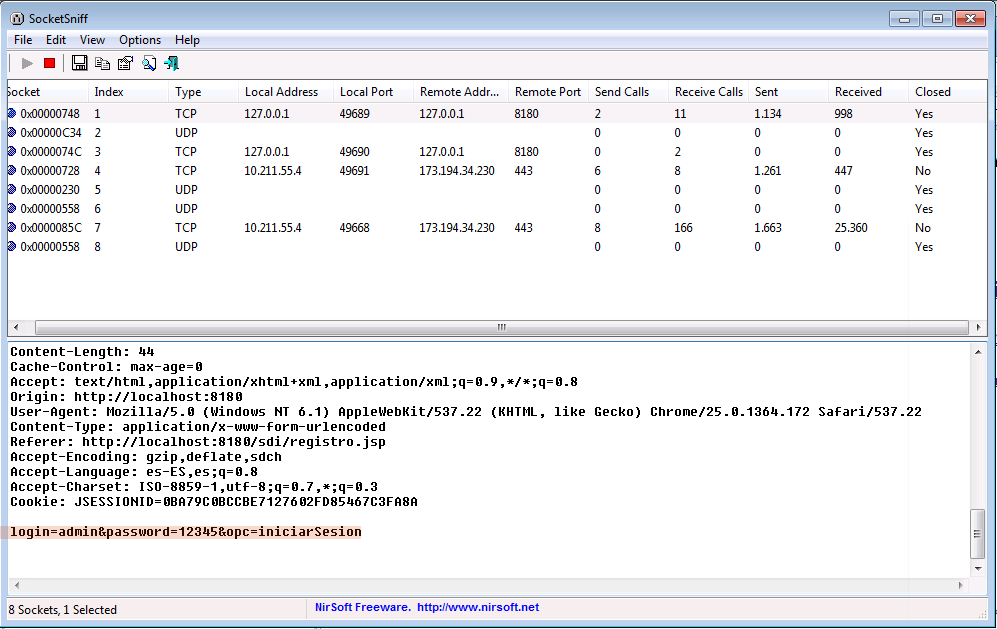 SocketSniff
File Edit View Options Help
Socket Index Type Local Address Local Port Remote Addr... Remote Port Send Calls Receive Calls Sent Received Closed
0x00000748 1 TCP 127.0.0.1 49689 127.0.0.1 8180 2 11 1.134 998 Yes
0x00000C34 2 UDP 0 0 0 0 Yes
0x0000074C 3 TCP 127.0.0.1 49690 127.0.0.1 8180 0 2 0 0 Yes
0x00000728 4 TCP 10.211.55.4 49691 173.194.34.230 443 6 8 1.261 447 No
0x00000230 5 UDP 0 0 0 0 Yes
0x00000558 6 UDP 0 0 0 0 Yes
0x0000085C 7 TCP 10.211.55.4 49668 173.194.34.230 443 8 166 1.663 25.360 No
0x00000558 8 UDP 0 0 0 0 Yes
Content-Length: 44
Cache-Control: max-age=0
Accept: text/html,application/xhtml+xml,application/xml;q=0.9,*/*;q=0.8
Origin: http://localhost:8180
User-Agent: Mozilla/5.0 (Windows NT 6.1) AppleWebKit/537.22 (KHTML, like Gecko) Chrome/25.0.1364.172 Safari/537.22
Content-Type: application/x-www-form-urlencoded
Referer: http://localhost:8180/sdi/registro.jsp
Accept-Encoding: gzip,deflate,sdch
Accept-Language: es-ES,es;q=0.8
Accept-Charset: ISO-8859-1,utf-8;q=0.7,*;q=0.3
Cookie: JSESSIONID=0BA79C0BCCBE7127602FD85467C3FA8A
login=admin&password=12345&opc=iniciarSesion
8 Sockets, 1 Selected NirSoft Freeware. http://www.nirsoft.net